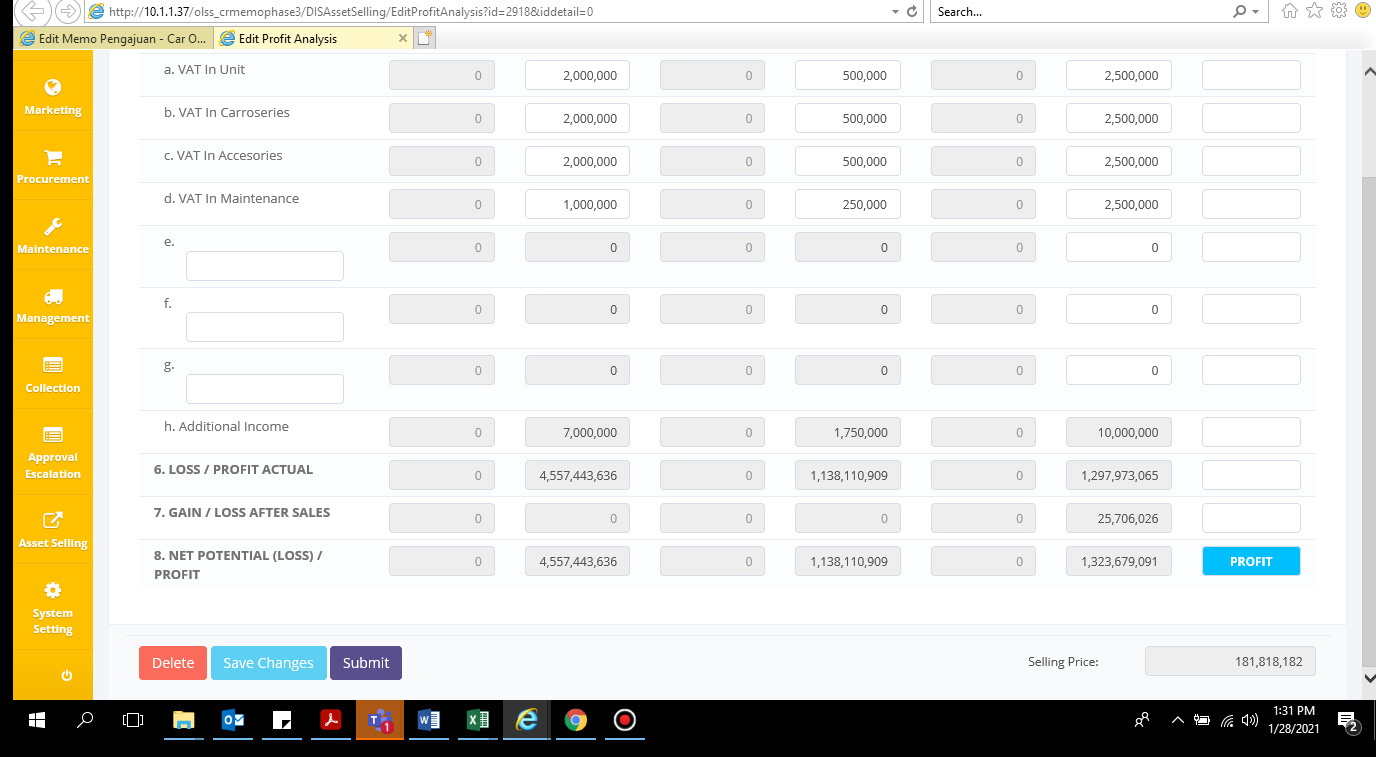 http://10.1.1.37/olss_crmemophase3/DISAssetSelling/EditProfitAnalysis?id=2918&iddetail=0
Search...
Edit Memo Pengajuan - Car O...
Edit Profit Analysis
a. VAT In Unit 0 2,000,000 0 500,000 0 2,500,000
b. VAT In Carroseries 0 2,000,000 0 500,000 0 2,500,000
c. VAT In Accesories 0 2,000,000 0 500,000 0 2,500,000
d. VAT In Maintenance 0 1,000,000 0 250,000 0 2,500,000
e. 0 0 0 0 0 0
f. 0 0 0 0 0 0
g. 0 0 0 0 0 0
h. Additional Income 0 7,000,000 0 1,750,000 0 10,000,000
6. LOSS / PROFIT ACTUAL 0 4,557,443,636 0 1,138,110,909 0 1,297,973,065
7. GAIN / LOSS AFTER SALES 0 0 0 0 0 25,706,026
8. NET POTENTIAL (LOSS) /
PROFIT 0 4,557,443,636 0 1,138,110,909 0 1,323,679,091 PROFIT
Marketing
Procurement
Maintenance
Management
Collection
Approval
Escalation
Asset Selling
System
Setting
Delete Save Changes Submit
Selling Price: 181,818,182
1
1:31 PM
1/28/2021
2